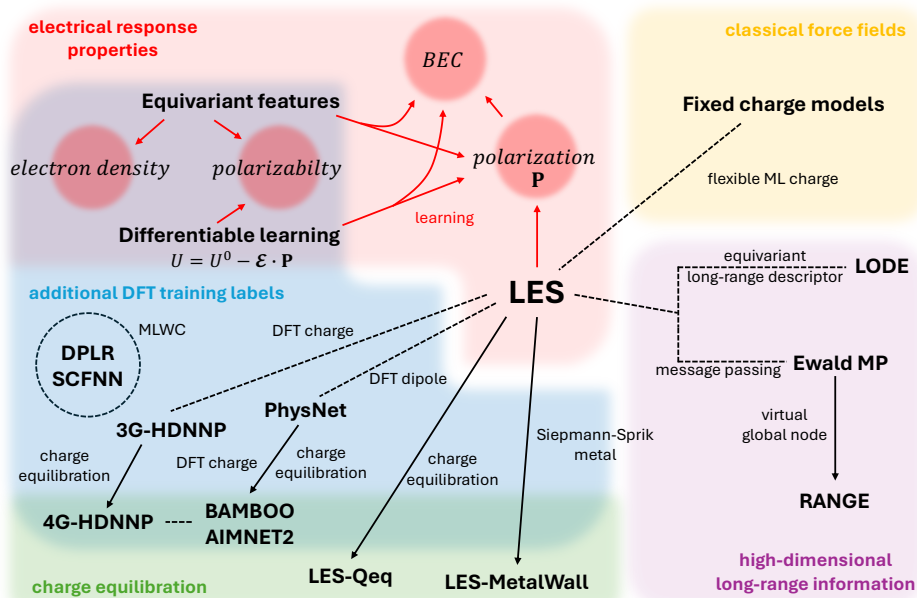 electrical response
properties
BEC
classical force fields
Equivariant features
Fixed charge models
electron density
polarizabilty
polarization
P
flexible ML charge
learning
Differentiable learning
U = U⁰ − ℰ · P
equivariant
LODE
long-range descriptor
additional DFT training labels
LES
MLWC
DFT charge
DPLR
SCFNN
message passing
Ewald MP
DFT dipole
PhysNet
3G-HDNNP
virtual
global node
Siepmann-Sprik
metal
charge
equilibration
DFT charge
charge
equilibration
charge
equilibration
RANGE
4G-HDNNP
BAMBOO
AIMNET2
LES-Qeq
LES-MetalWall
high-dimensional
long-range information
charge equilibration